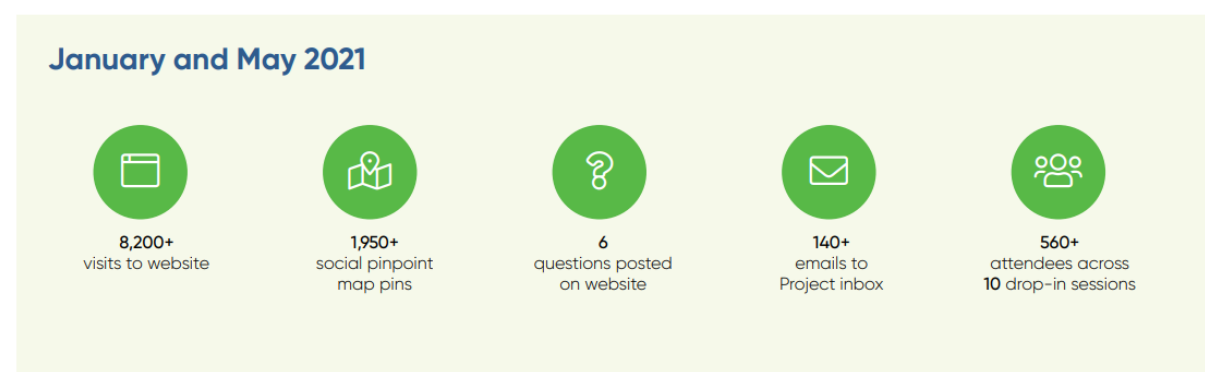 January and May 2021
8,200+
visits to website
1,950+
social pinpoint
map pins
6
questions posted
on website
140+
emails to
Project inbox
560+
attendees across
10 drop-in sessions